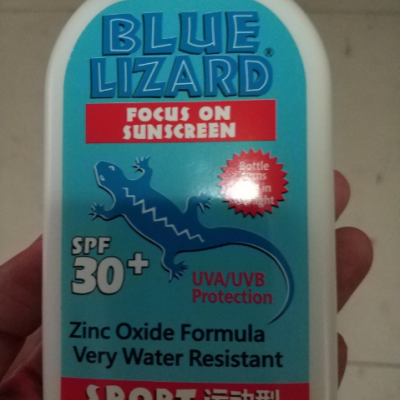 BLUE
LIZARD®
FOCUS ON
SUNSCREEN
Bottle
SPF
30+
UVA/UVB
Protection
Zinc Oxide Formula
Very Water Resistant
SPORT 运动型